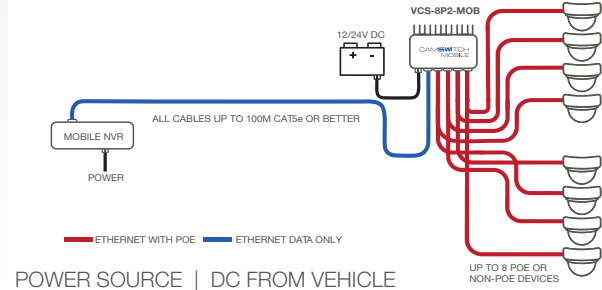 VCS-8P2-MOB
12/24V DC
+ -
CAMSWITCH
MOBILE
ALL CABLES UP TO 100M CAT5e OR BETTER
MOBILE NVR
POWER
ETHERNET WITH POE
ETHERNET DATA ONLY
UP TO 8 POE OR
NON-POE DEVICES
POWER SOURCE | DC FROM VEHICLE